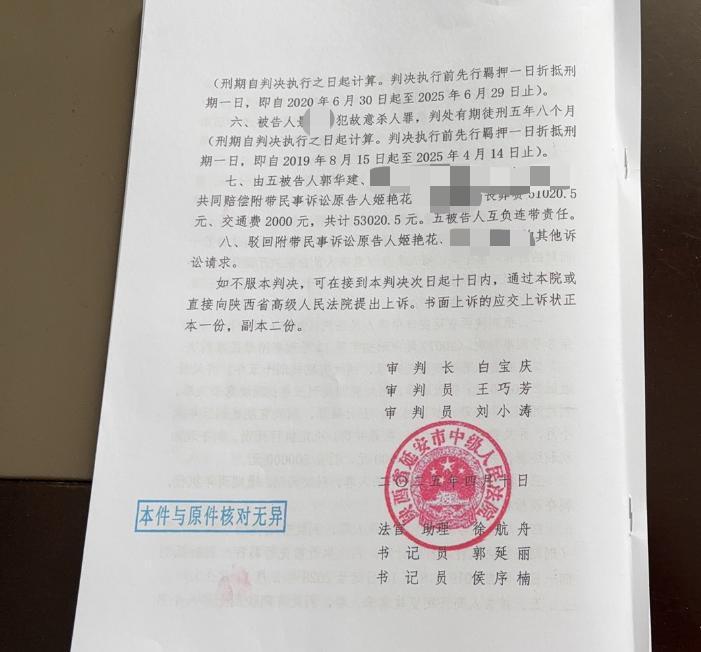 (刑期自判决执行之日起计算。判决执行前先行羁押一日折抵刑
期一日，即自2020年6月30日起至2025年6月29日止）。
六、被告人 犯故意杀人罪，判处有期徒刑五年八个月
（刑期自判决执行之日起计算。判决执行前先行羁押一日折抵刑
期一日，即自2019年8月15日起至2025年4月14日止）。
七、由五被告人郭华建、
共同赔偿附带民事诉讼原告人姬艳花 丧葬费51020.5
元、交通费2000元，共计53020.5元。五被告人互负连带责任。
八、驳回附带民事诉讼原告人姬艳花、 其他诉
讼请求。
如不服本判决，可在接到本判决次日起十日内，通过本院或
直接向陕西省高级人民法院提出上诉。书面上诉的应交上诉状正
本一份，副本二份。
审判长 白宝庆
审判员 王巧芳
审判员 刘小涛
陕西省延安市中级人民法院
二〇二五年四月十日
本件与原件核对无异
法官助理 徐航舟
书记员 郭延丽
书记员 侯序楠